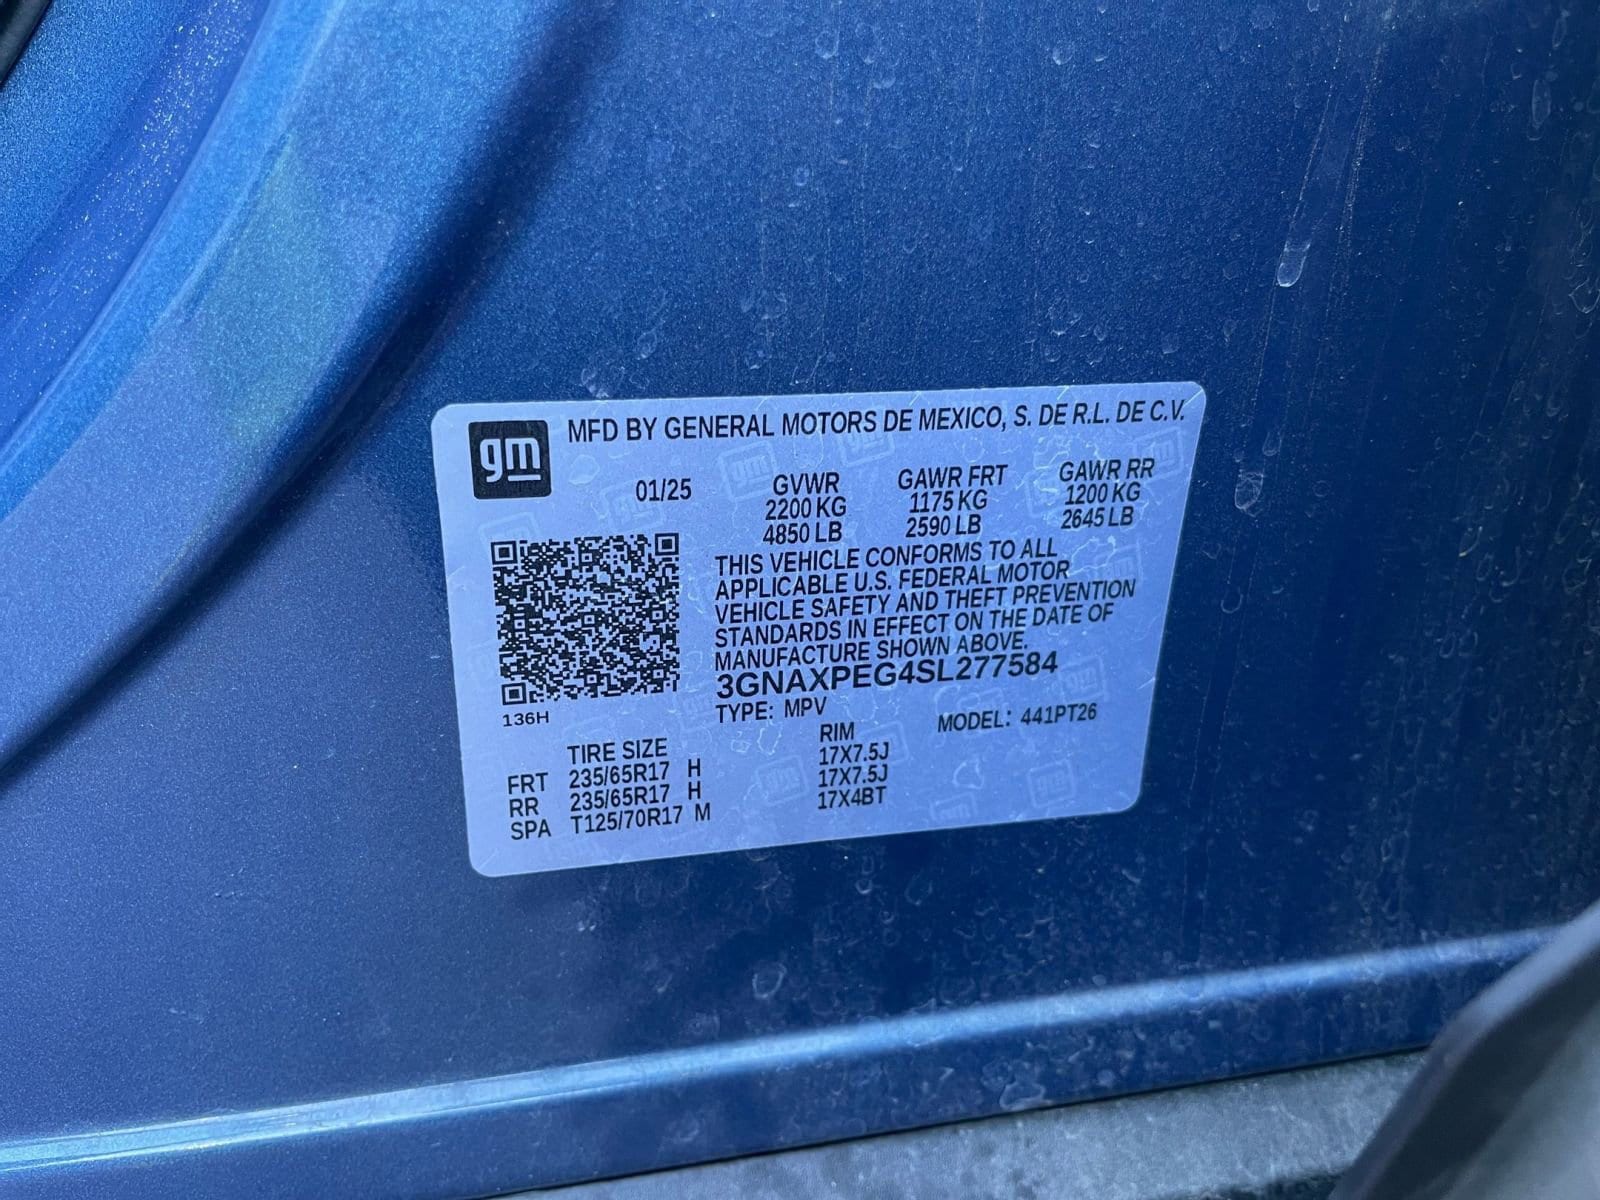 gm
MFD BY GENERAL MOTORS DE MEXICO, S. DE R.L. DE C.V.
01/25 GVWR GAWR FRT GAWR RR
2200 KG 1175 KG 1200 KG
4850 LB 2590 LB 2645 LB
THIS VEHICLE CONFORMS TO ALL
APPLICABLE U.S. FEDERAL MOTOR
VEHICLE SAFETY AND THEFT PREVENTION
STANDARDS IN EFFECT ON THE DATE OF
MANUFACTURE SHOWN ABOVE.
3GNAXPEG4SL277584
136H
TYPE: MPV MODEL: 441PT26
TIRE SIZE RIM
FRT 235/65R17 H 17X7.5J
RR 235/65R17 H 17X7.5J
SPA T125/70R17 M 17X4BT